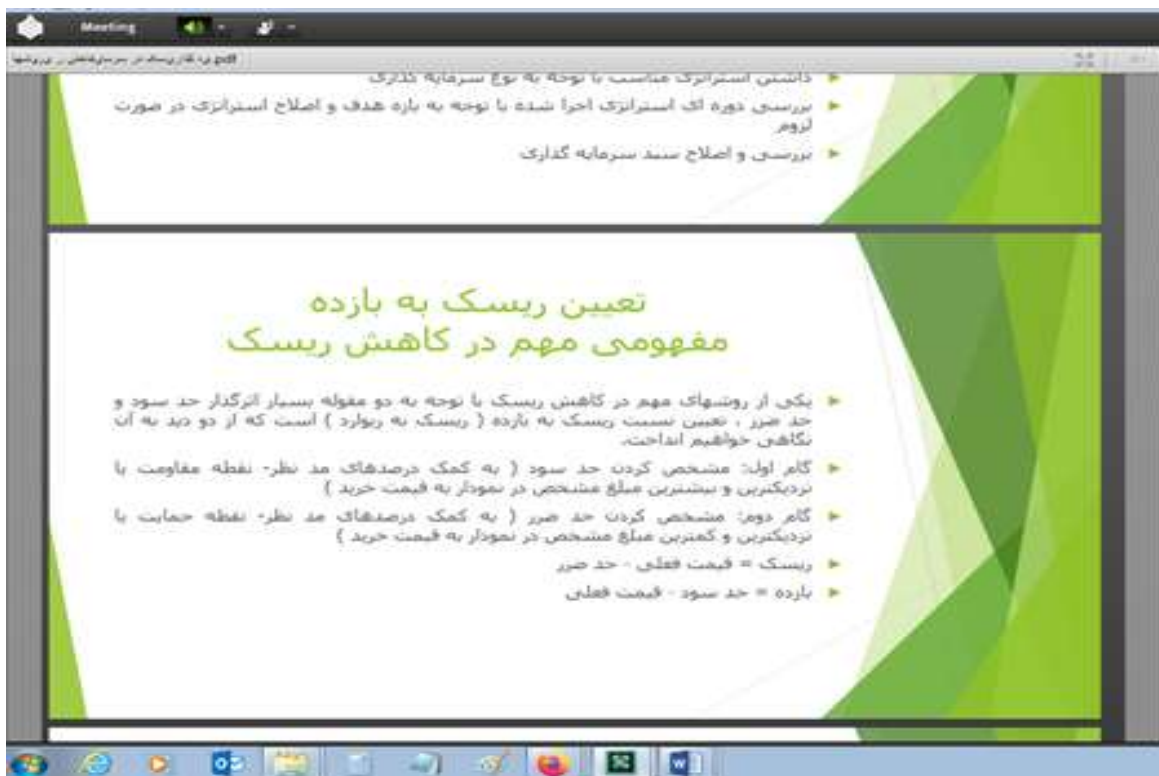 Meeting
pdf
داشتن استراتژی مناسب با توجه به نوع سرمایه گذاری
بررسی دوره ای استراتژی اجرا شده با توجه به بازه هدف و اصلاح استراتژی در صورت
لزوم
بررسی و اصلاح سبد سرمایه گذاری
تعیین ریسک به بازده
مفهومی مهم در کاهش ریسک
یکی از روشهای مهم در کاهش ریسک با توجه به دو مقوله بسیار اثرگذار حد سود و
حد ضرر ، تعیین نسبت ریسک به بازده ( ریسک به ریوارد ) است که از دو دید به آن
نگاهی خواهیم انداخت.
گام اول: مشخص کردن حد سود ( به کمک درصدهای مد نظر- نقطه مقاومت یا
نزدیکترین و بیشترین مبلغ مشخص در نمودار به قیمت خرید )
گام دوم: مشخص کردن حد ضرر ( به کمک درصدهای مد نظر- نقطه حمایت یا
نزدیکترین و کمترین مبلغ مشخص در نمودار به قیمت خرید )
ریسک = قیمت فعلی - حد ضرر
بازده = حد سود - قیمت فعلی